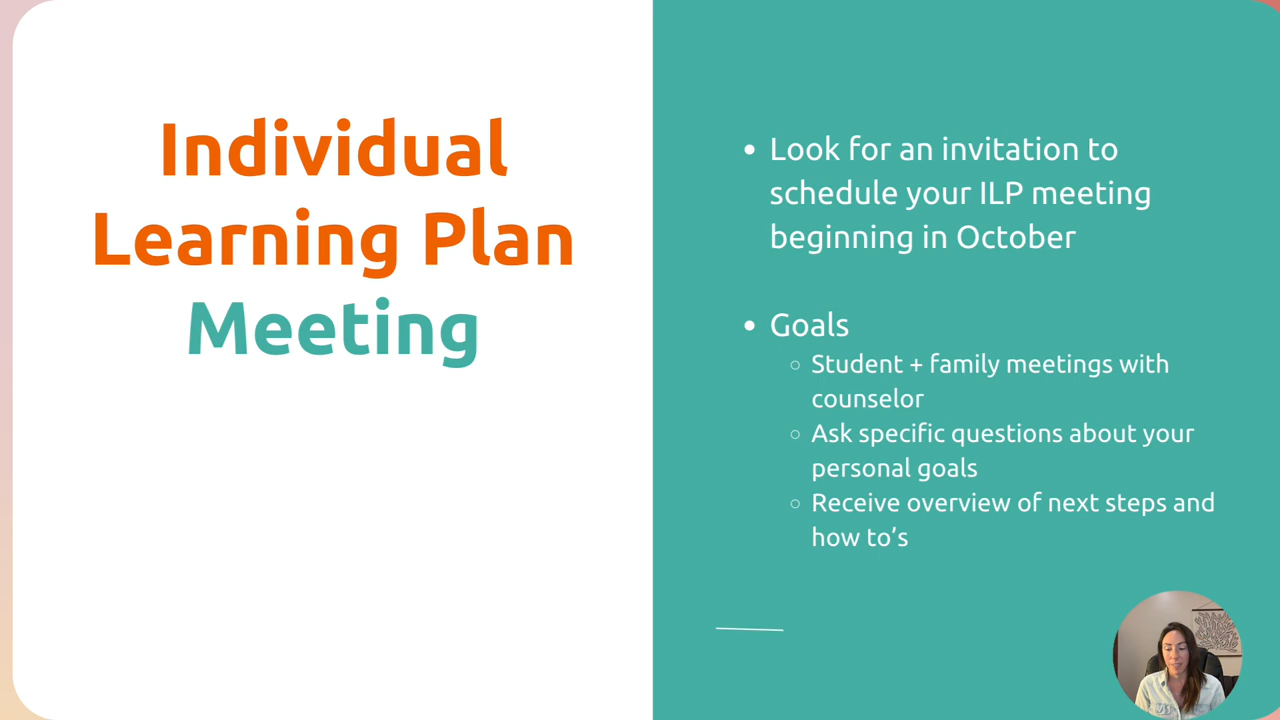 Individual
Learning Plan
Meeting
• Look for an invitation to
schedule your ILP meeting
beginning in October
• Goals
○ Student + family meetings with
counselor
○ Ask specific questions about your
personal goals
○ Receive overview of next steps and
how to’s